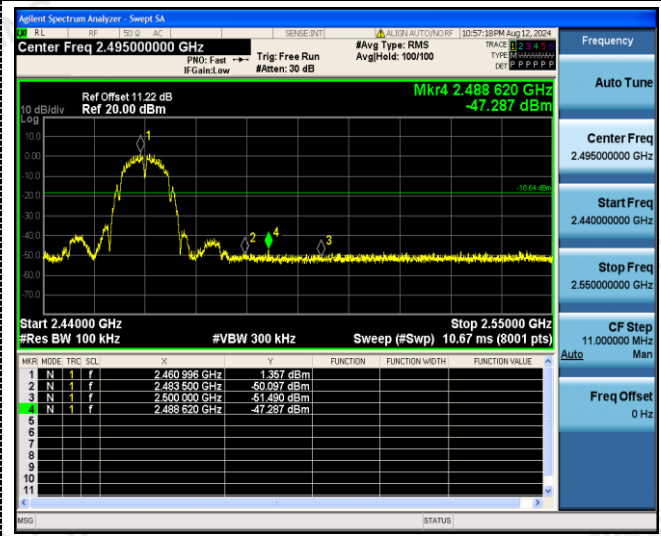 Agilent Spectrum Analyzer - Swept SA
RL RF 50 Ω AC SENSE:INT ALIGN AUTO/NO RF 10:57:18 PM Aug 12, 2024
Center Freq 2.495000000 GHz
#Avg Type: RMS
TRACE 1 2 3 4 5 6
PNO: Fast Trig: Free Run Avg|Hold: 100/100
TYPE M
IFGain:Low #Atten: 30 dB
DET P P P P P P
Frequency
Mkr4 2.488 620 GHz
-47.287 dBm
Ref Offset 11.22 dB
10 dB/div Ref 20.00 dBm
Log
10.0
0.00
-10.0
-20.0
-30.0
-40.0
-50.0
-60.0
-70.0
1
2
4
3
-18.64 dBm
Start 2.44000 GHz Stop 2.55000 GHz
#Res BW 100 kHz #VBW 300 kHz Sweep (#Swp) 10.67 ms (8001 pts)
MKR MODE TRC SCL X Y FUNCTION FUNCTION WIDTH FUNCTION VALUE
1 N 1 f 2.460 996 GHz 1.357 dBm
2 N 1 f 2.483 500 GHz -50.097 dBm
3 N 1 f 2.500 000 GHz -51.490 dBm
4 N 1 f 2.488 620 GHz -47.287 dBm
5
6
7
8
9
10
11
MSG STATUS
Auto Tune
Center Freq
2.495000000 GHz
Start Freq
2.440000000 GHz
Stop Freq
2.550000000 GHz
CF Step
11.000000 MHz
Auto Man
Freq Offset
0 Hz